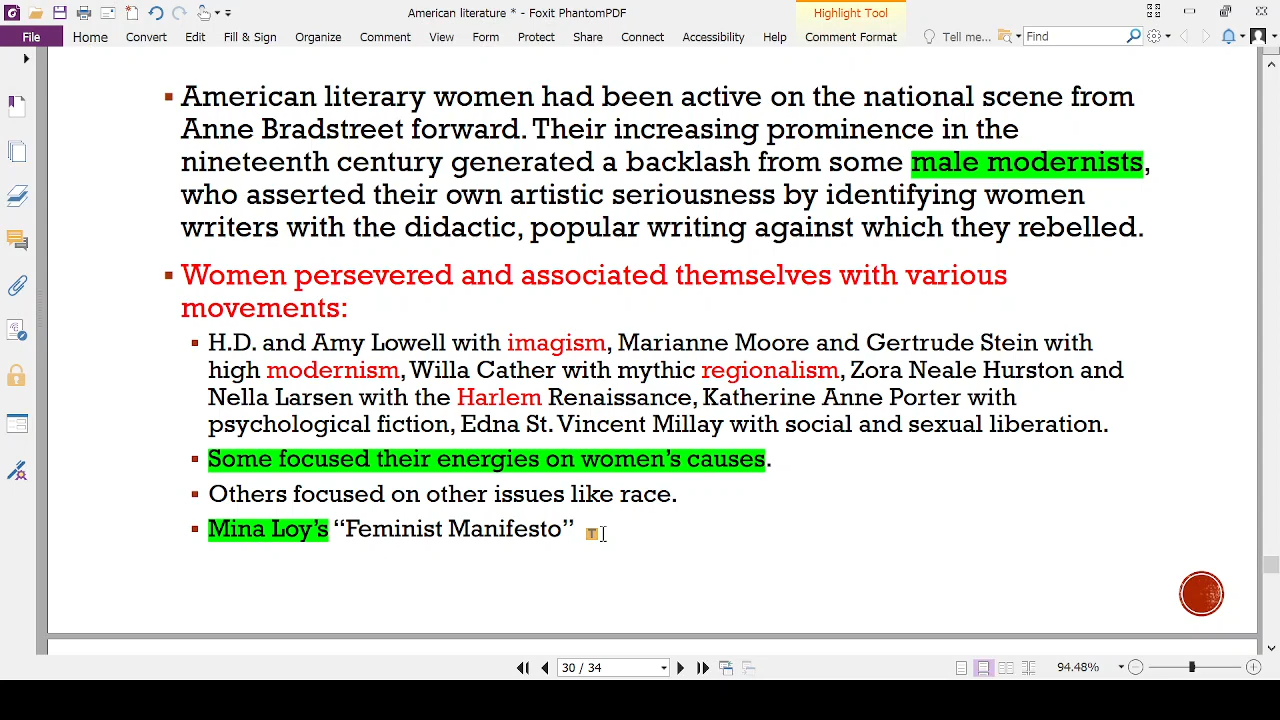 American literature * - Foxit PhantomPDF
Highlight Tool
File Home Convert Edit Fill & Sign Organize Comment View Form Protect Share Connect Accessibility Help Comment Format Tell me... Find
▪ American literary women had been active on the national scene from
Anne Bradstreet forward. Their increasing prominence in the
nineteenth century generated a backlash from some male modernists,
who asserted their own artistic seriousness by identifying women
writers with the didactic, popular writing against which they rebelled.
▪ Women persevered and associated themselves with various
movements:
▪ H.D. and Amy Lowell with imagism, Marianne Moore and Gertrude Stein with
high modernism, Willa Cather with mythic regionalism, Zora Neale Hurston and
Nella Larsen with the Harlem Renaissance, Katherine Anne Porter with
psychological fiction, Edna St. Vincent Millay with social and sexual liberation.
▪ Some focused their energies on women's causes.
▪ Others focused on other issues like race.
▪ Mina Loy's “Feminist Manifesto”
T
30 / 34
94.48%